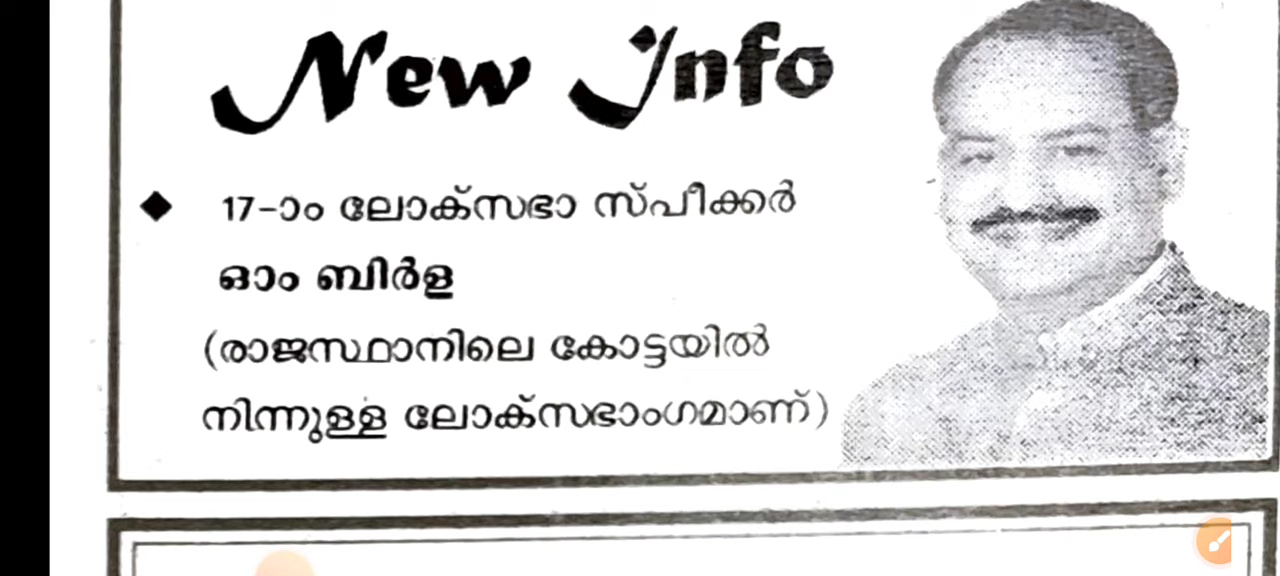 New Info
◆ 17-ാം ലോക്സഭാ സ്പീക്കർ
ഓം ബിർള
(രാജസ്ഥാനിലെ കോട്ടയിൽ
നിന്നുള്ള ലോക്സഭാംഗമാണ്)